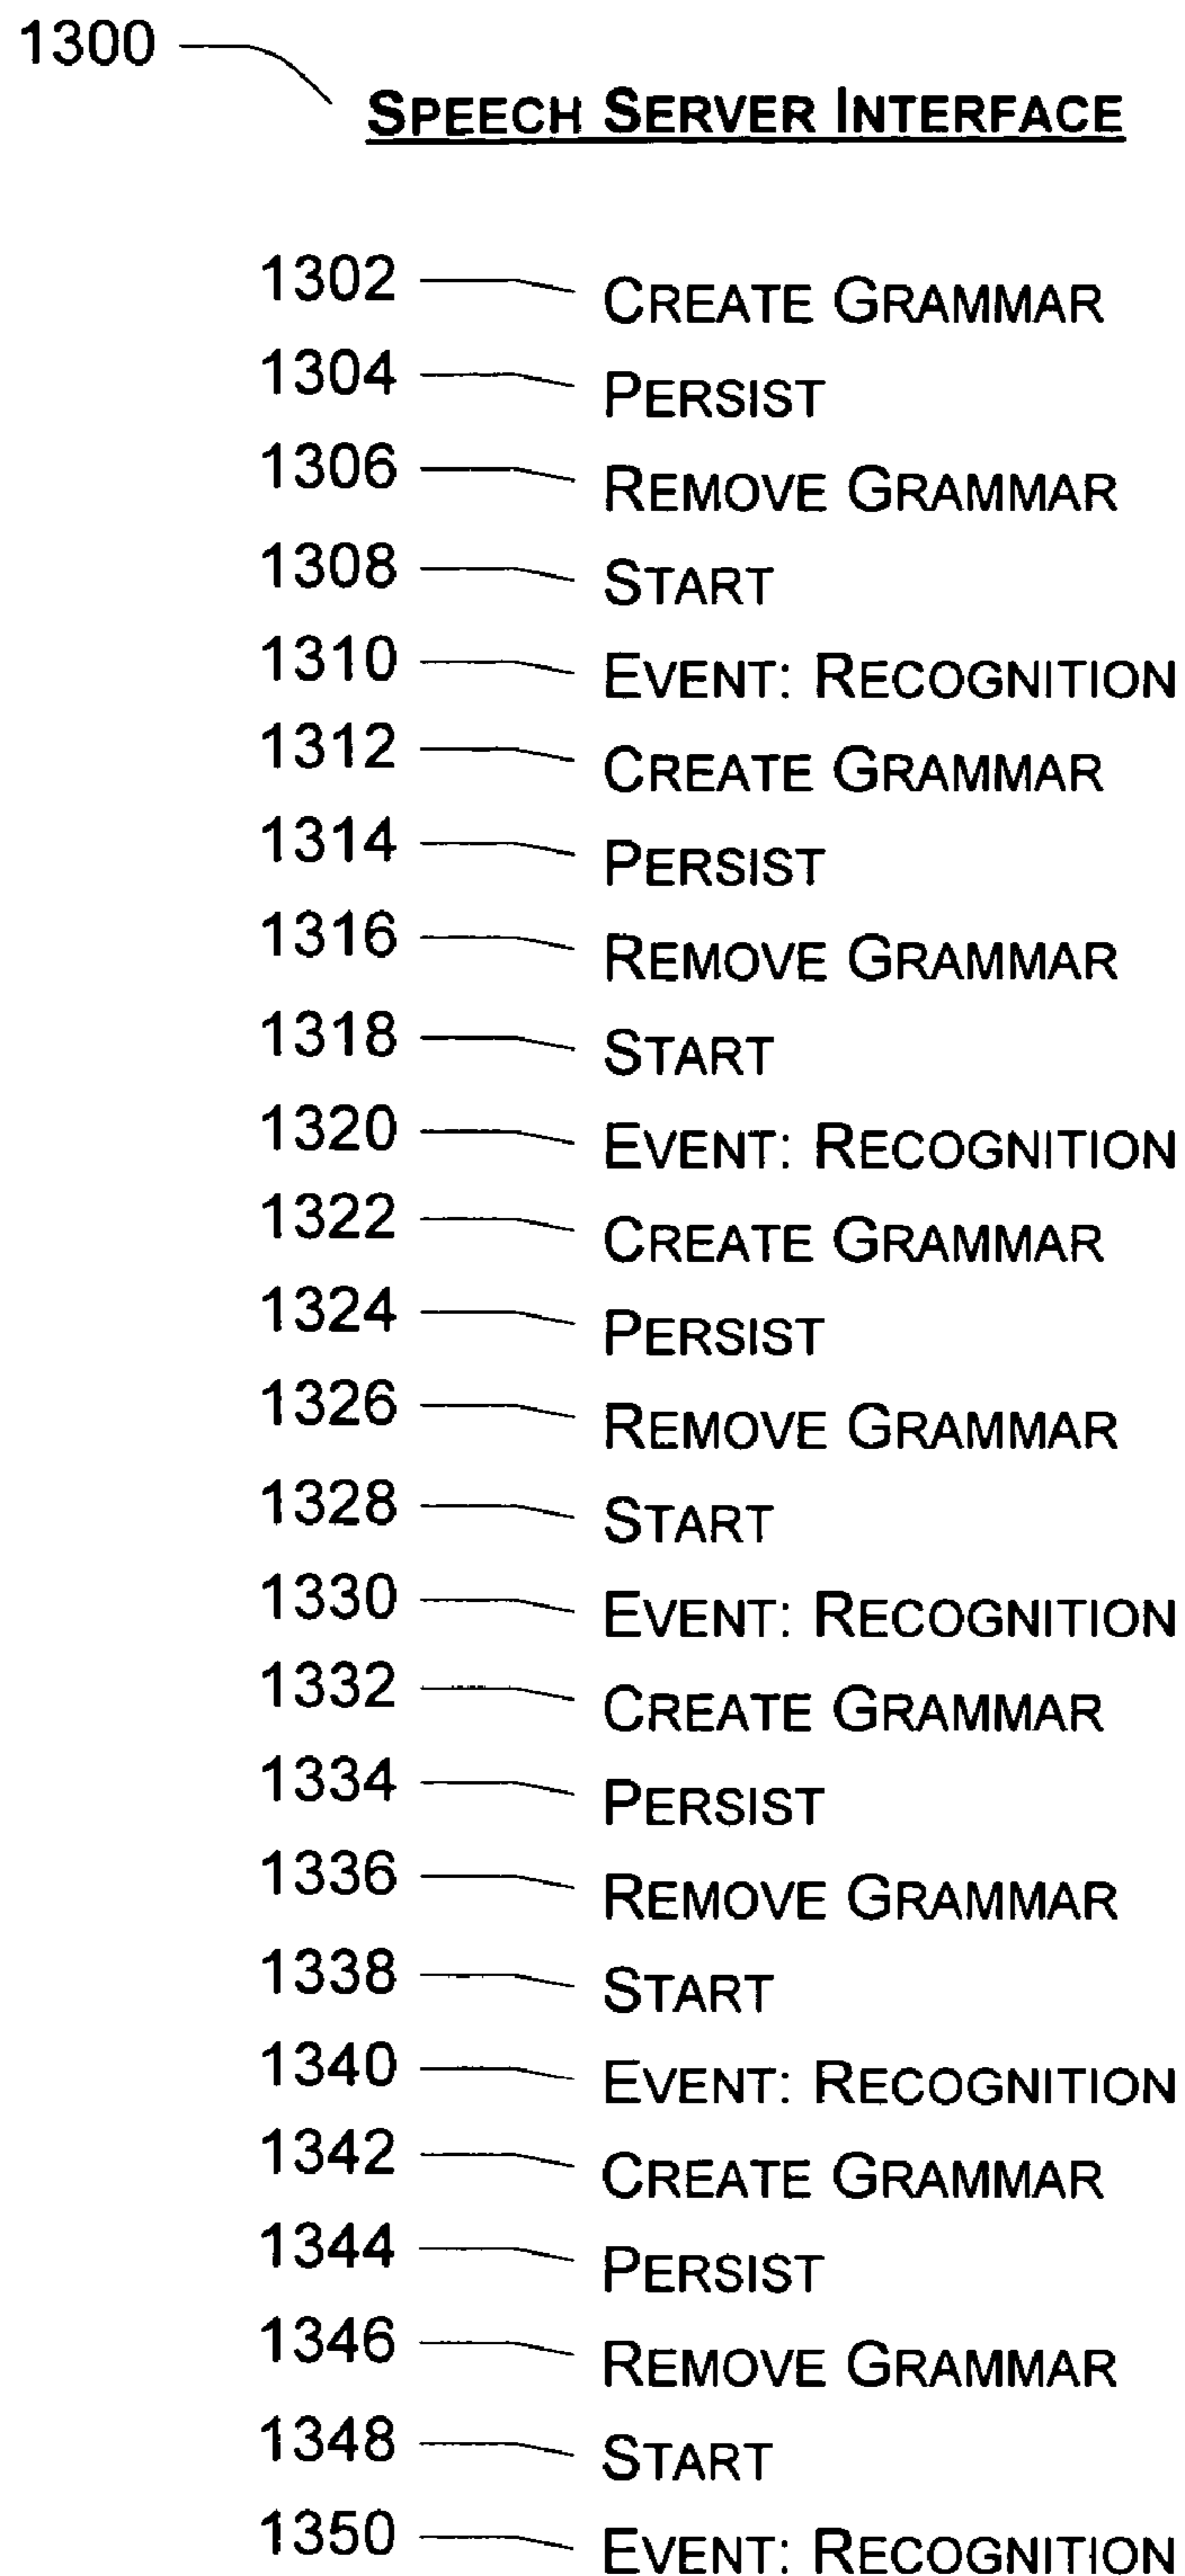 1300
SPEECH SERVER INTERFACE
1302 CREATE GRAMMAR
1304 PERSIST
1306 REMOVE GRAMMAR
1308 START
1310 EVENT: RECOGNITION
1312 CREATE GRAMMAR
1314 PERSIST
1316 REMOVE GRAMMAR
1318 START
1320 EVENT: RECOGNITION
1322 CREATE GRAMMAR
1324 PERSIST
1326 REMOVE GRAMMAR
1328 START
1330 EVENT: RECOGNITION
1332 CREATE GRAMMAR
1334 PERSIST
1336 REMOVE GRAMMAR
1338 START
1340 EVENT: RECOGNITION
1342 CREATE GRAMMAR
1344 PERSIST
1346 REMOVE GRAMMAR
1348 START
1350 EVENT: RECOGNITION